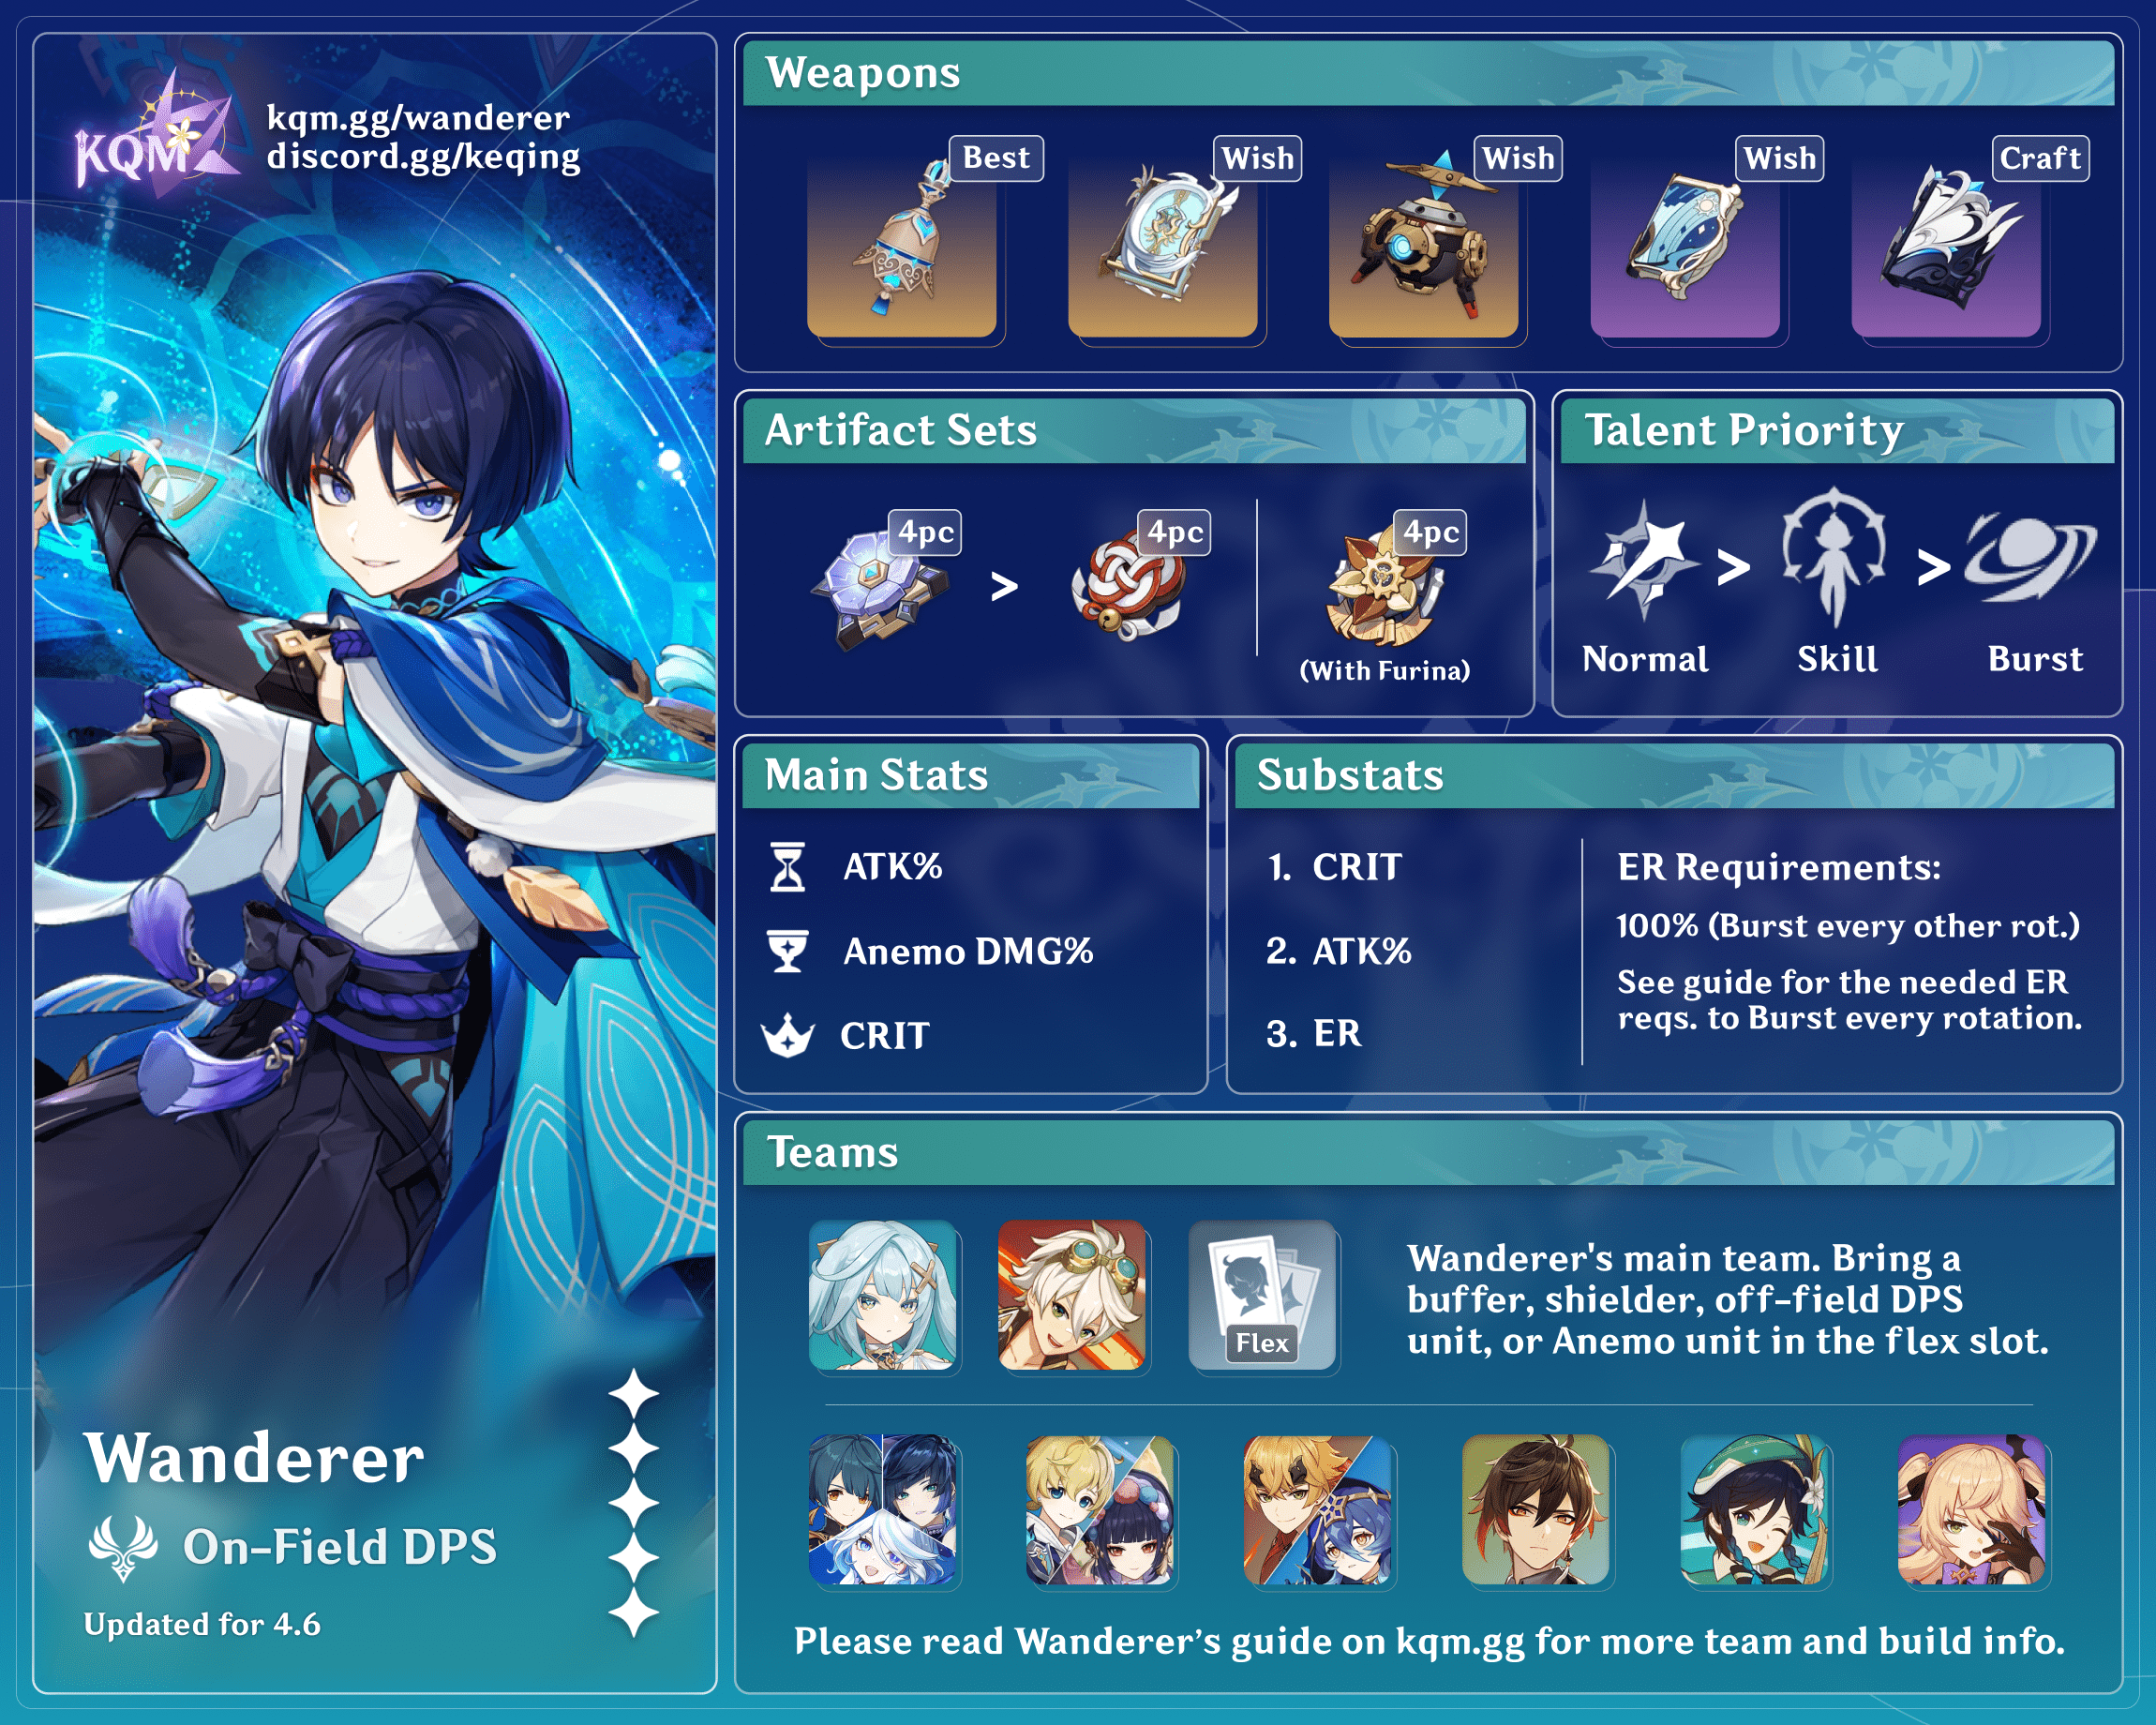 KQM
kqm.gg/wanderer
discord.gg/keqing
Wanderer
On-Field DPS
Updated for 4.6
Weapons
Best
Wish
Wish
Wish
Craft
Artifact Sets
4pc
>
4pc
4pc
(With Furina)
Talent Priority
> >
Normal Skill Burst
Main Stats
ATK%
Anemo DMG%
CRIT
Substats
1. CRIT
2. ATK%
3. ER
ER Requirements:
100% (Burst every other rot.)
See guide for the needed ER
reqs. to Burst every rotation.
Teams
Flex
Wanderer's main team. Bring a
buffer, shielder, off-field DPS
unit, or Anemo unit in the flex slot.
Please read Wanderer’s guide on kqm.gg for more team and build info.